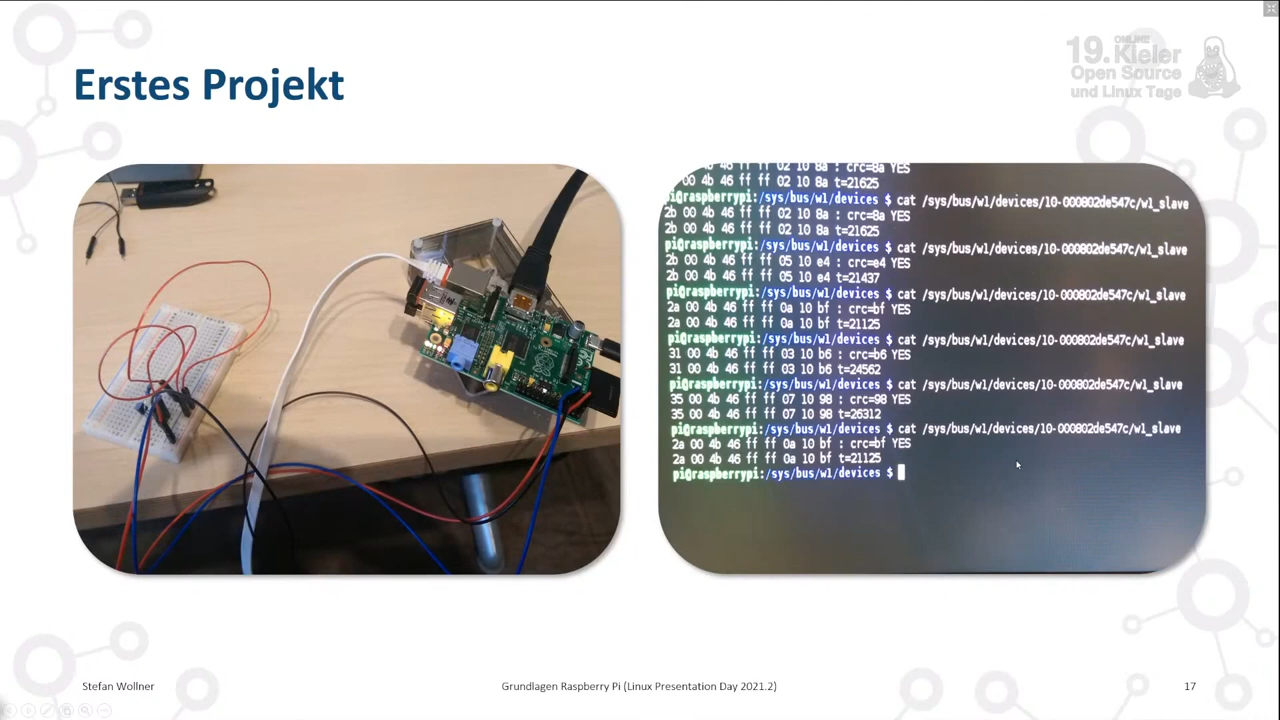 Erstes Projekt
ONLINE
19. Kieler
Open Source
und Linux Tage
00 4b 46 ff ff 02 10 8a : crc=8a YES
00 4b 46 ff ff 02 10 8a t=21625
pi@raspberrypi:/sys/bus/w1/devices $ cat /sys/bus/w1/devices/10-000802de547c/w1_slave
2b 00 4b 46 ff ff 02 10 8a : crc=8a YES
2b 00 4b 46 ff ff 02 10 8a t=21625
pi@raspberrypi:/sys/bus/w1/devices $ cat /sys/bus/w1/devices/10-000802de547c/w1_slave
2b 00 4b 46 ff ff 05 10 e4 : crc=e4 YES
2b 00 4b 46 ff ff 05 10 e4 t=21437
pi@raspberrypi:/sys/bus/w1/devices $ cat /sys/bus/w1/devices/10-000802de547c/w1_slave
2a 00 4b 46 ff ff 0a 10 bf : crc=bf YES
2a 00 4b 46 ff ff 0a 10 bf t=21125
pi@raspberrypi:/sys/bus/w1/devices $ cat /sys/bus/w1/devices/10-000802de547c/w1_slave
31 00 4b 46 ff ff 03 10 b6 : crc=b6 YES
31 00 4b 46 ff ff 03 10 b6 t=24562
pi@raspberrypi:/sys/bus/w1/devices $ cat /sys/bus/w1/devices/10-000802de547c/w1_slave
35 00 4b 46 ff ff 07 10 98 : crc=98 YES
35 00 4b 46 ff ff 07 10 98 t=26312
pi@raspberrypi:/sys/bus/w1/devices $ cat /sys/bus/w1/devices/10-000802de547c/w1_slave
2a 00 4b 46 ff ff 0a 10 bf : crc=bf YES
2a 00 4b 46 ff ff 0a 10 bf t=21125
pi@raspberrypi:/sys/bus/w1/devices $
Stefan Wollner
Grundlagen Raspberry Pi (Linux Presentation Day 2021.2)
17